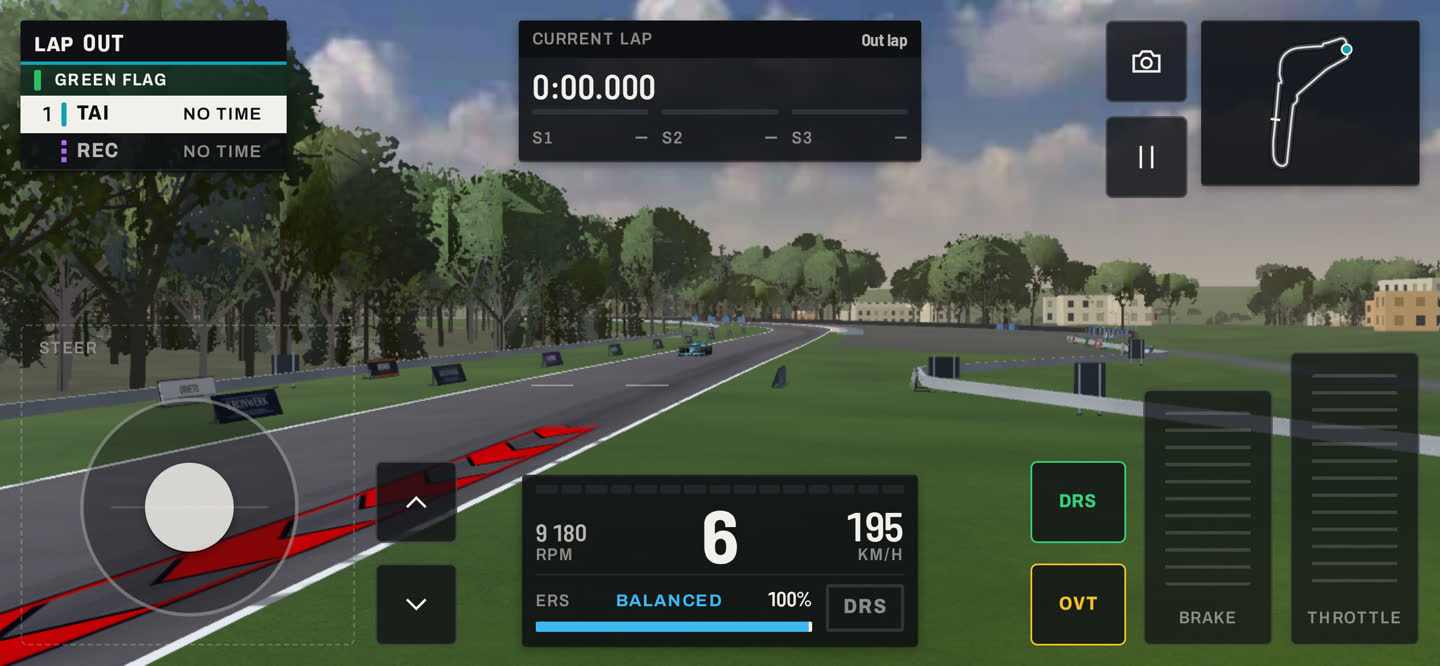 LAP OUT
GREEN FLAG
1 TAI NO TIME
REC NO TIME
CURRENT LAP Out lap
0:00.000
S1 — S2 — S3 —
STEER
KRONWERK
9 180
RPM
6
195
KM/H
ERS BALANCED 100%
DRS
DRS
OVT
BRAKE
THROTTLE